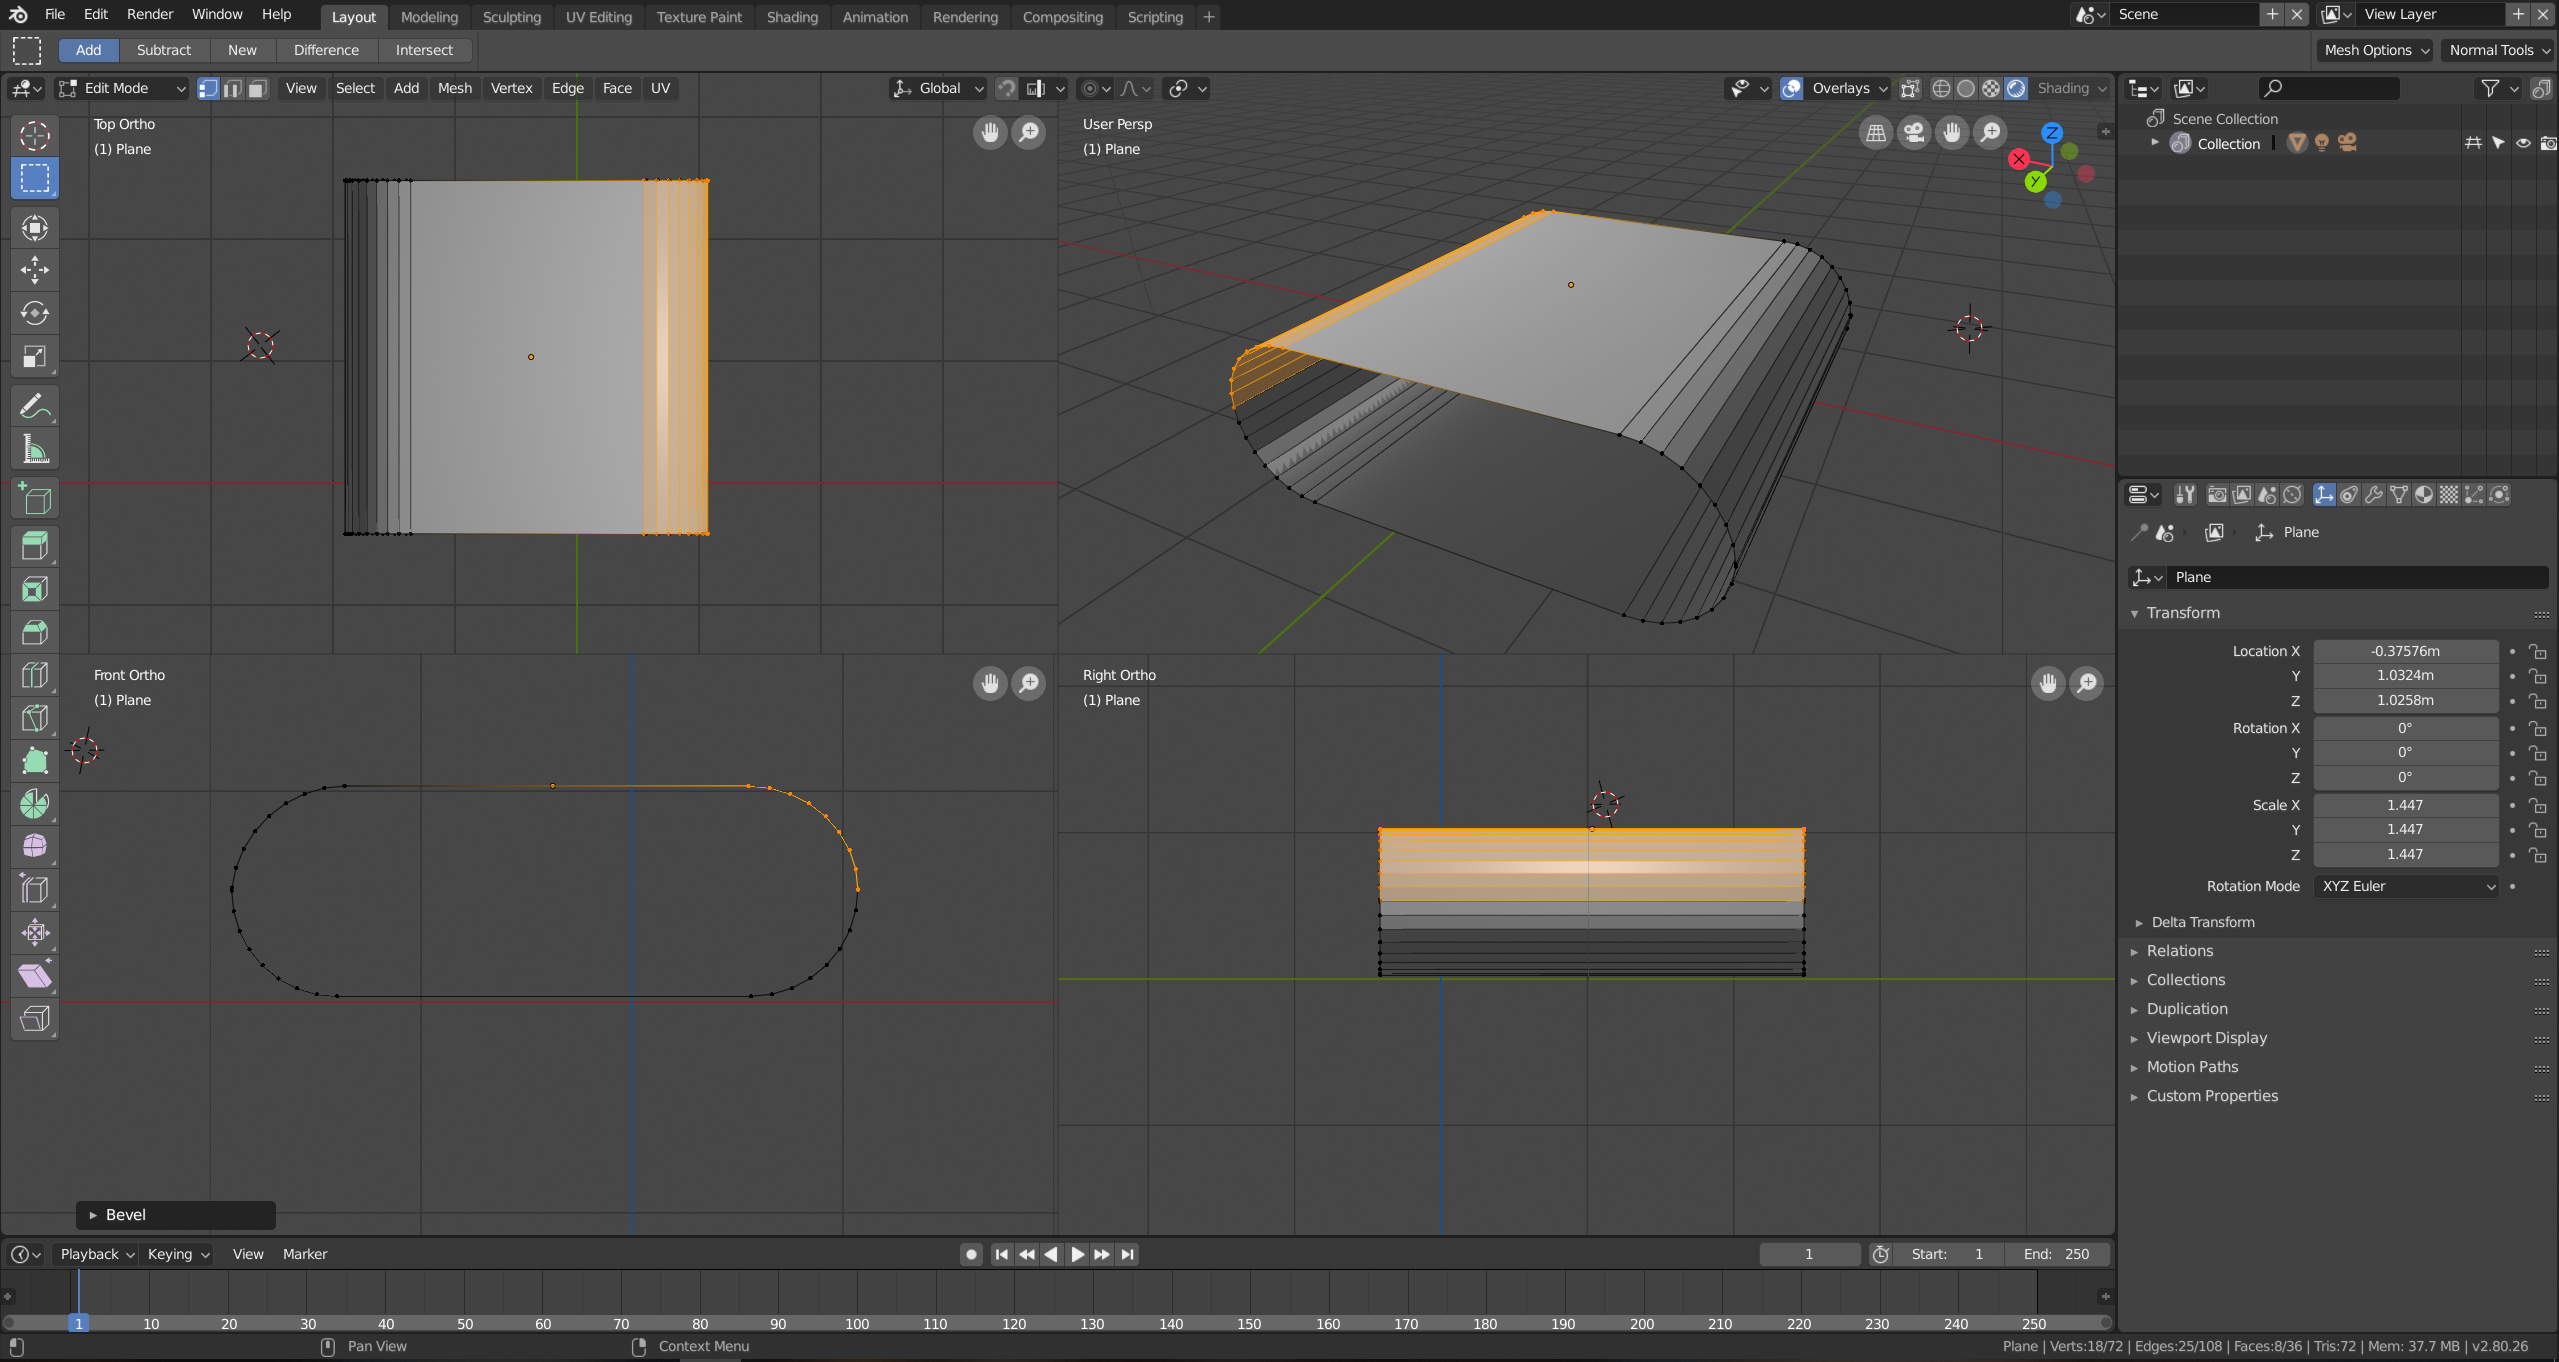 File Edit Render Window Help Layout Modeling Sculpting UV Editing Texture Paint Shading Animation Rendering Compositing Scripting + Scene View Layer
Add Subtract New Difference Intersect Mesh Options Normal Tools
Edit Mode View Select Add Mesh Vertex Edge Face UV Global Overlays Shading
Top Ortho
(1) Plane
User Persp
(1) Plane
Z
X
Y
Front Ortho
(1) Plane
Right Ortho
(1) Plane
Bevel
Scene Collection
Collection
Plane
Plane
Transform
Location X -0.37576m
Y 1.0324m
Z 1.0258m
Rotation X 0°
Y 0°
Z 0°
Scale X 1.447
Y 1.447
Z 1.447
Rotation Mode XYZ Euler
Delta Transform
Relations
Collections
Duplication
Viewport Display
Motion Paths
Custom Properties
Playback Keying View Marker 1 Start: 1 End: 250
1 10 20 30 40 50 60 70 80 90 100 110 120 130 140 150 160 170 180 190 200 210 220 230 240 250
Pan View Context Menu Plane | Verts:18/72 | Edges:25/108 | Faces:8/36 | Tris:72 | Mem: 37.7 MB | v2.80.26